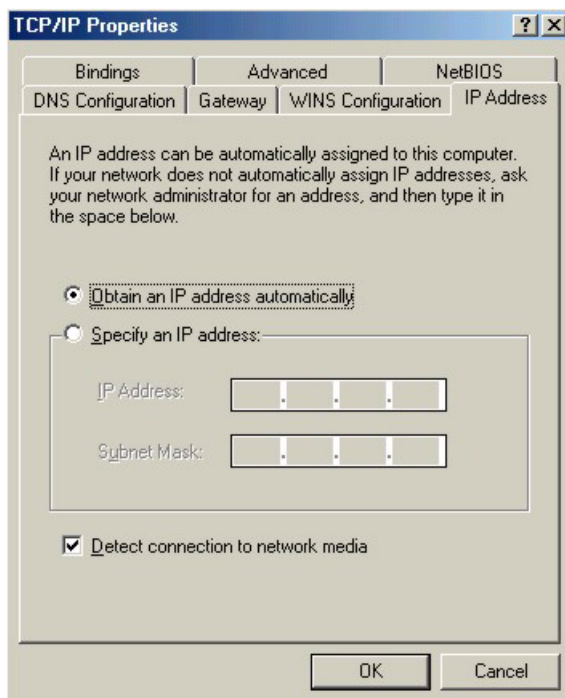 TCP/IP Properties
Bindings
Advanced
NetBIOS
DNS Configuration
Gateway
WINS Configuration
IP Address
An IP address can be automatically assigned to this computer.
If your network does not automatically assign IP addresses, ask
your network administrator for an address, and then type it in
the space below.
Obtain an IP address automatically
Specify an IP address:
IP Address:
Subnet Mask:
Detect connection to network media
OK
Cancel